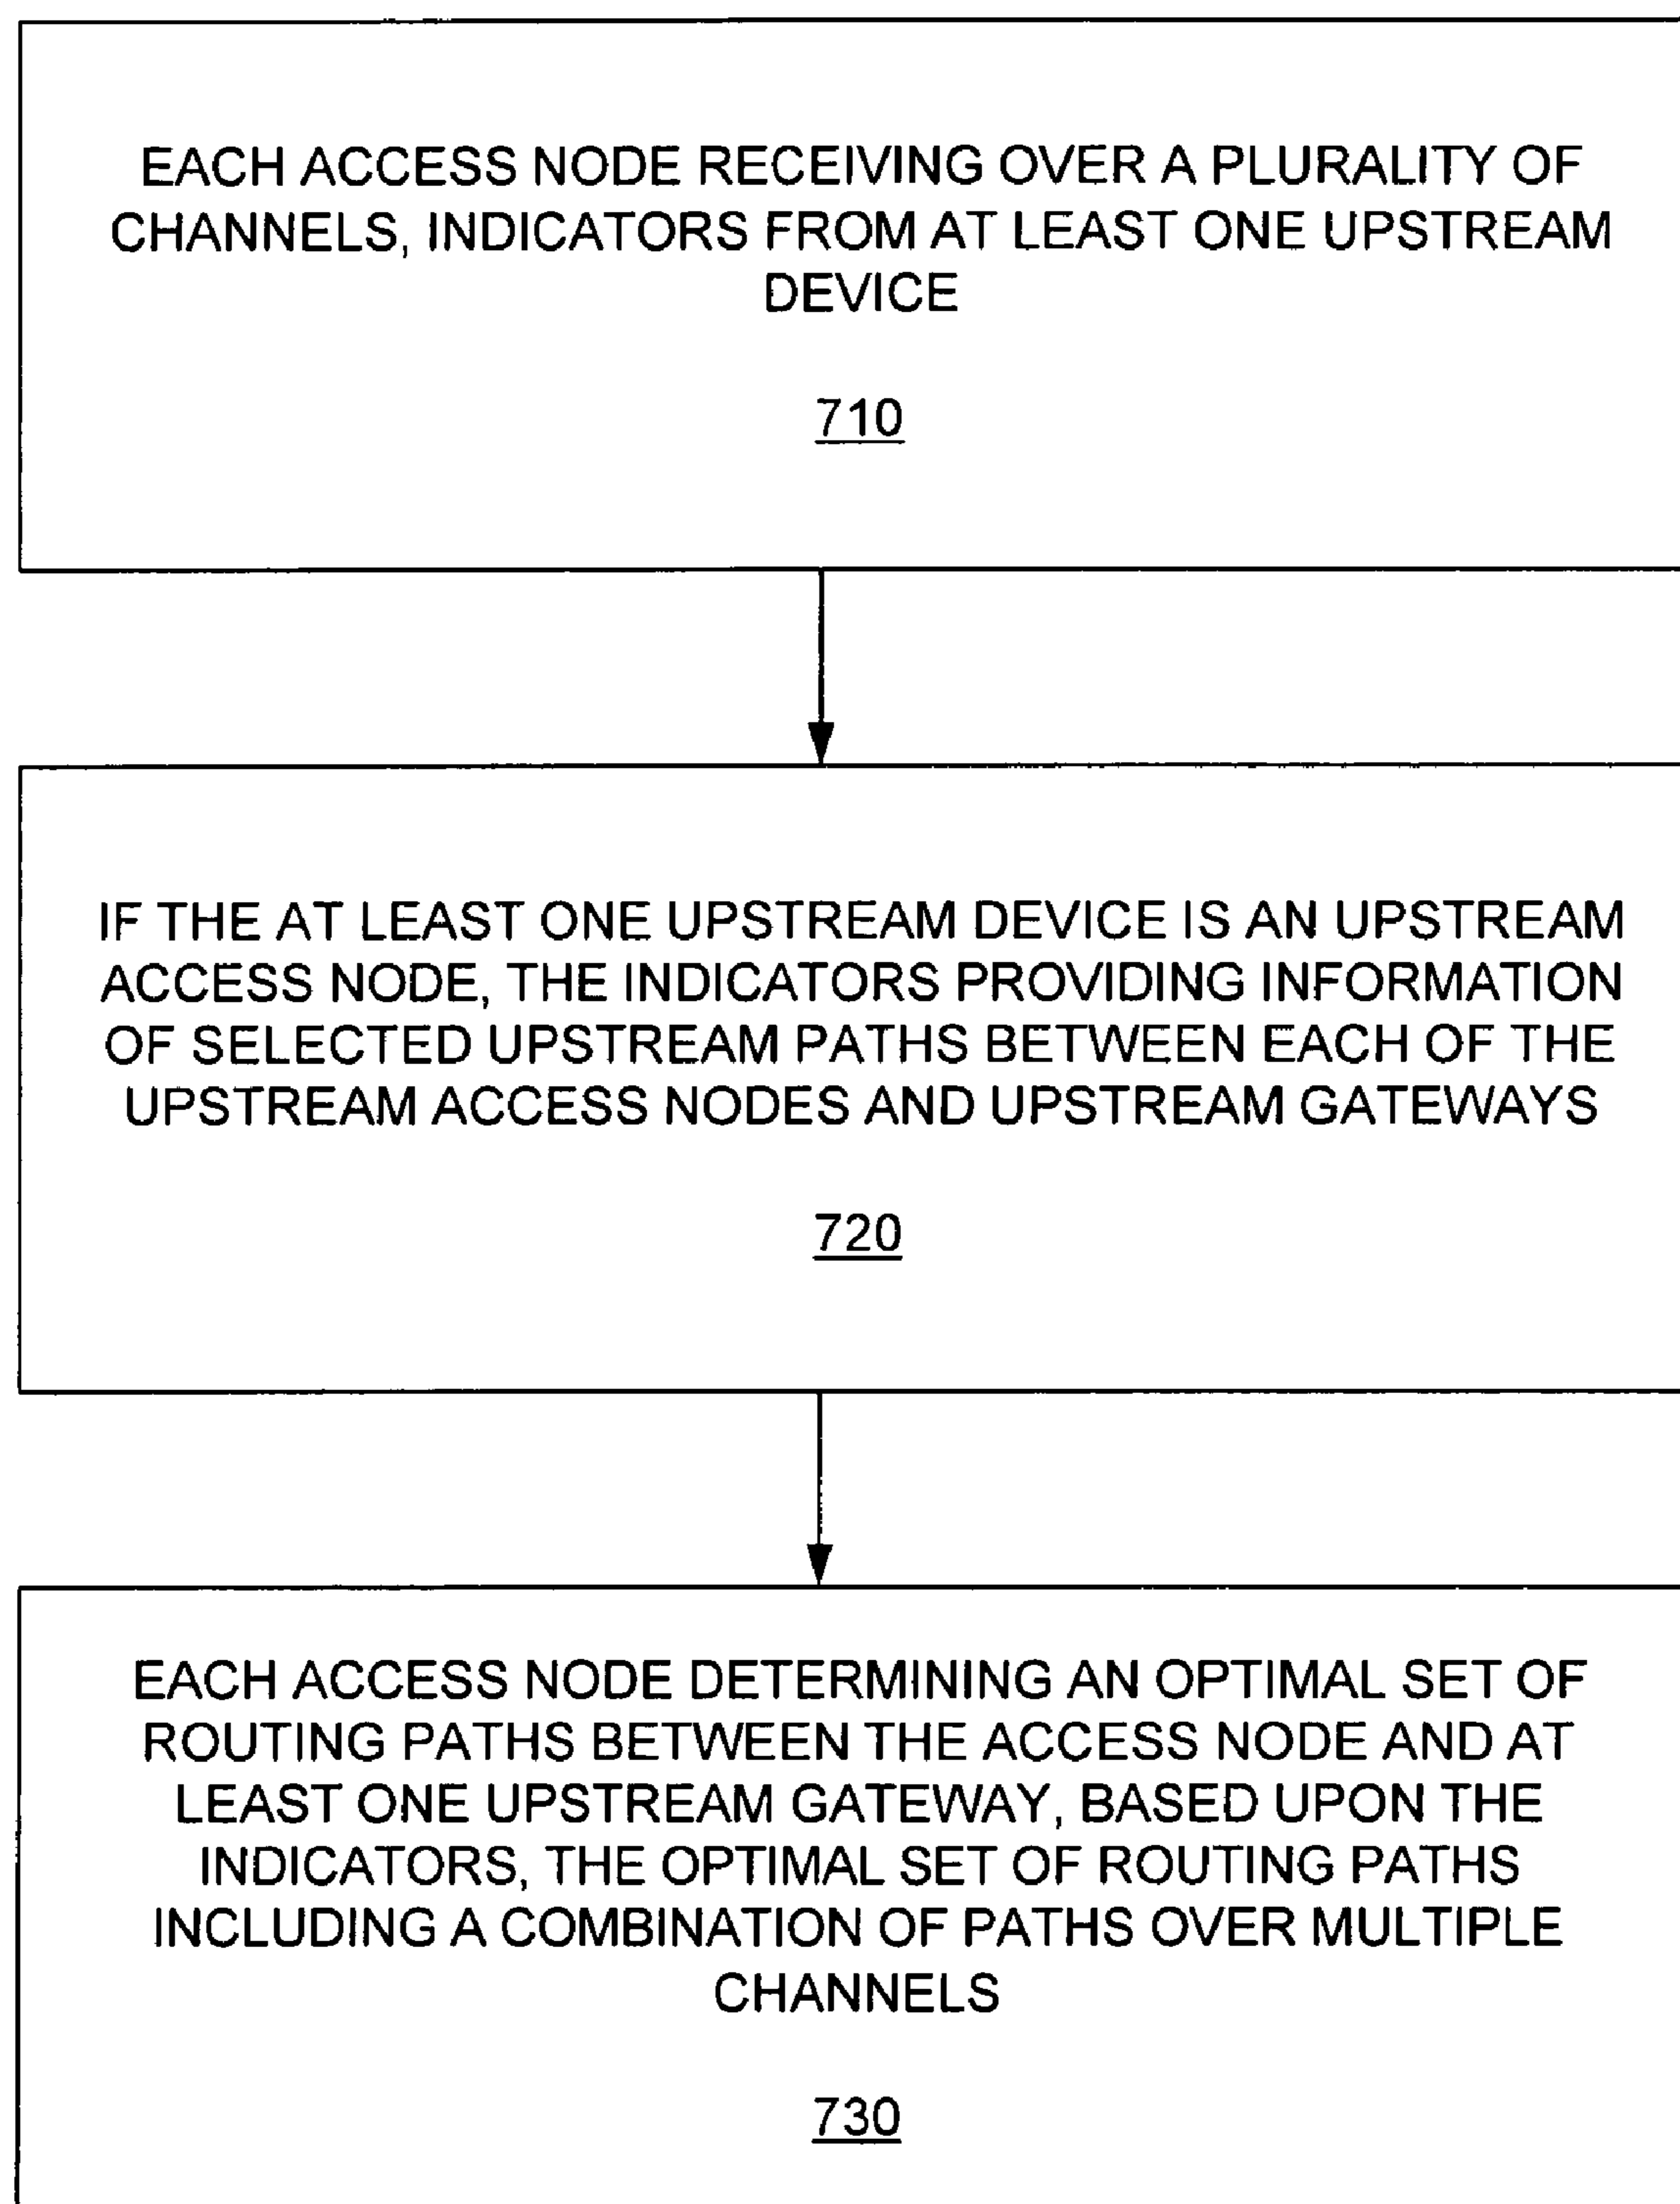 EACH ACCESS NODE RECEIVING OVER A PLURALITY OF
CHANNELS, INDICATORS FROM AT LEAST ONE UPSTREAM
DEVICE
710
IF THE AT LEAST ONE UPSTREAM DEVICE IS AN UPSTREAM
ACCESS NODE, THE INDICATORS PROVIDING INFORMATION
OF SELECTED UPSTREAM PATHS BETWEEN EACH OF THE
UPSTREAM ACCESS NODES AND UPSTREAM GATEWAYS
720
EACH ACCESS NODE DETERMINING AN OPTIMAL SET OF
ROUTING PATHS BETWEEN THE ACCESS NODE AND AT
LEAST ONE UPSTREAM GATEWAY, BASED UPON THE
INDICATORS, THE OPTIMAL SET OF ROUTING PATHS
INCLUDING A COMBINATION OF PATHS OVER MULTIPLE
CHANNELS
730